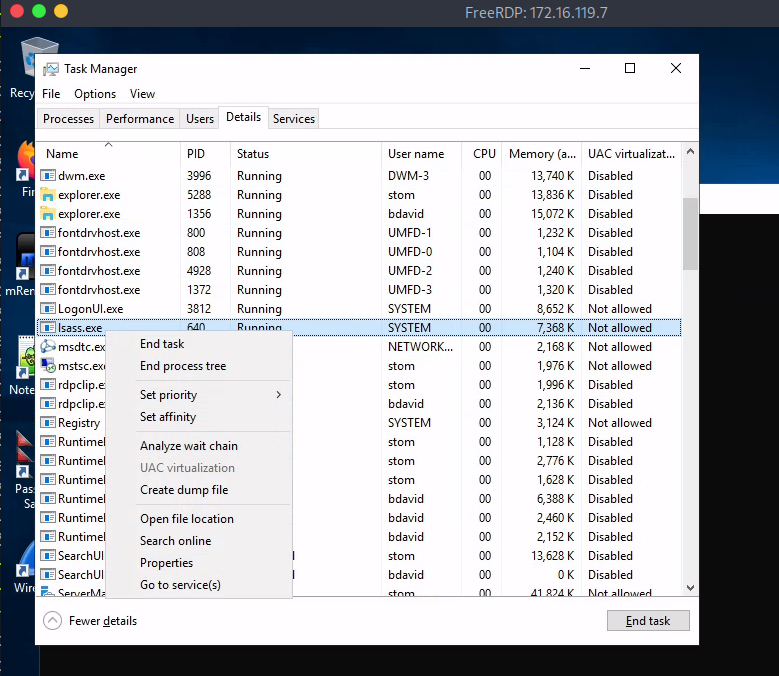 FreeRDP: 172.16.119.7
Recy
Task Manager
File Options View
Processes Performance Users Details Services
Name PID Status User name CPU Memory (a... UAC virtualizat...
dwm.exe 3996 Running DWM-3 00 13,740 K Disabled
explorer.exe 5288 Running stom 00 13,836 K Disabled
Fir
explorer.exe 1356 Running bdavid 00 15,072 K Disabled
fontdrvhost.exe 800 Running UMFD-1 00 1,232 K Disabled
fontdrvhost.exe 808 Running UMFD-0 00 1,104 K Disabled
fontdrvhost.exe 4928 Running UMFD-2 00 1,240 K Disabled
mRem
fontdrvhost.exe 1372 Running UMFD-3 00 1,320 K Disabled
LogonUI.exe 3812 Running SYSTEM 00 8,652 K Not allowed
lsass.exe 640 Running SYSTEM 00 7,368 K Not allowed
msdtc.ex NETWORK... 00 2,168 K Not allowed
mstsc.ex stom 00 1,976 K Not allowed
Note
rdpclip.ex stom 00 1,996 K Disabled
rdpclip.ex bdavid 00 2,136 K Disabled
Registry SYSTEM 00 3,124 K Not allowed
Runtime stom 00 1,128 K Disabled
Runtime stom 00 2,776 K Disabled
Runtime stom 00 1,628 K Disabled
Pas
Sa
Runtime bdavid 00 6,388 K Disabled
Runtime bdavid 00 2,460 K Disabled
Runtime bdavid 00 2,152 K Disabled
SearchUI stom 00 13,628 K Disabled
SearchUI bdavid 00 0 K Disabled
Wire
ServerMa stom 00 41,824 K Not allowed
End task
End process tree
Set priority
Set affinity
Analyze wait chain
UAC virtualization
Create dump file
Open file location
Search online
Properties
Go to service(s)
Fewer details
End task